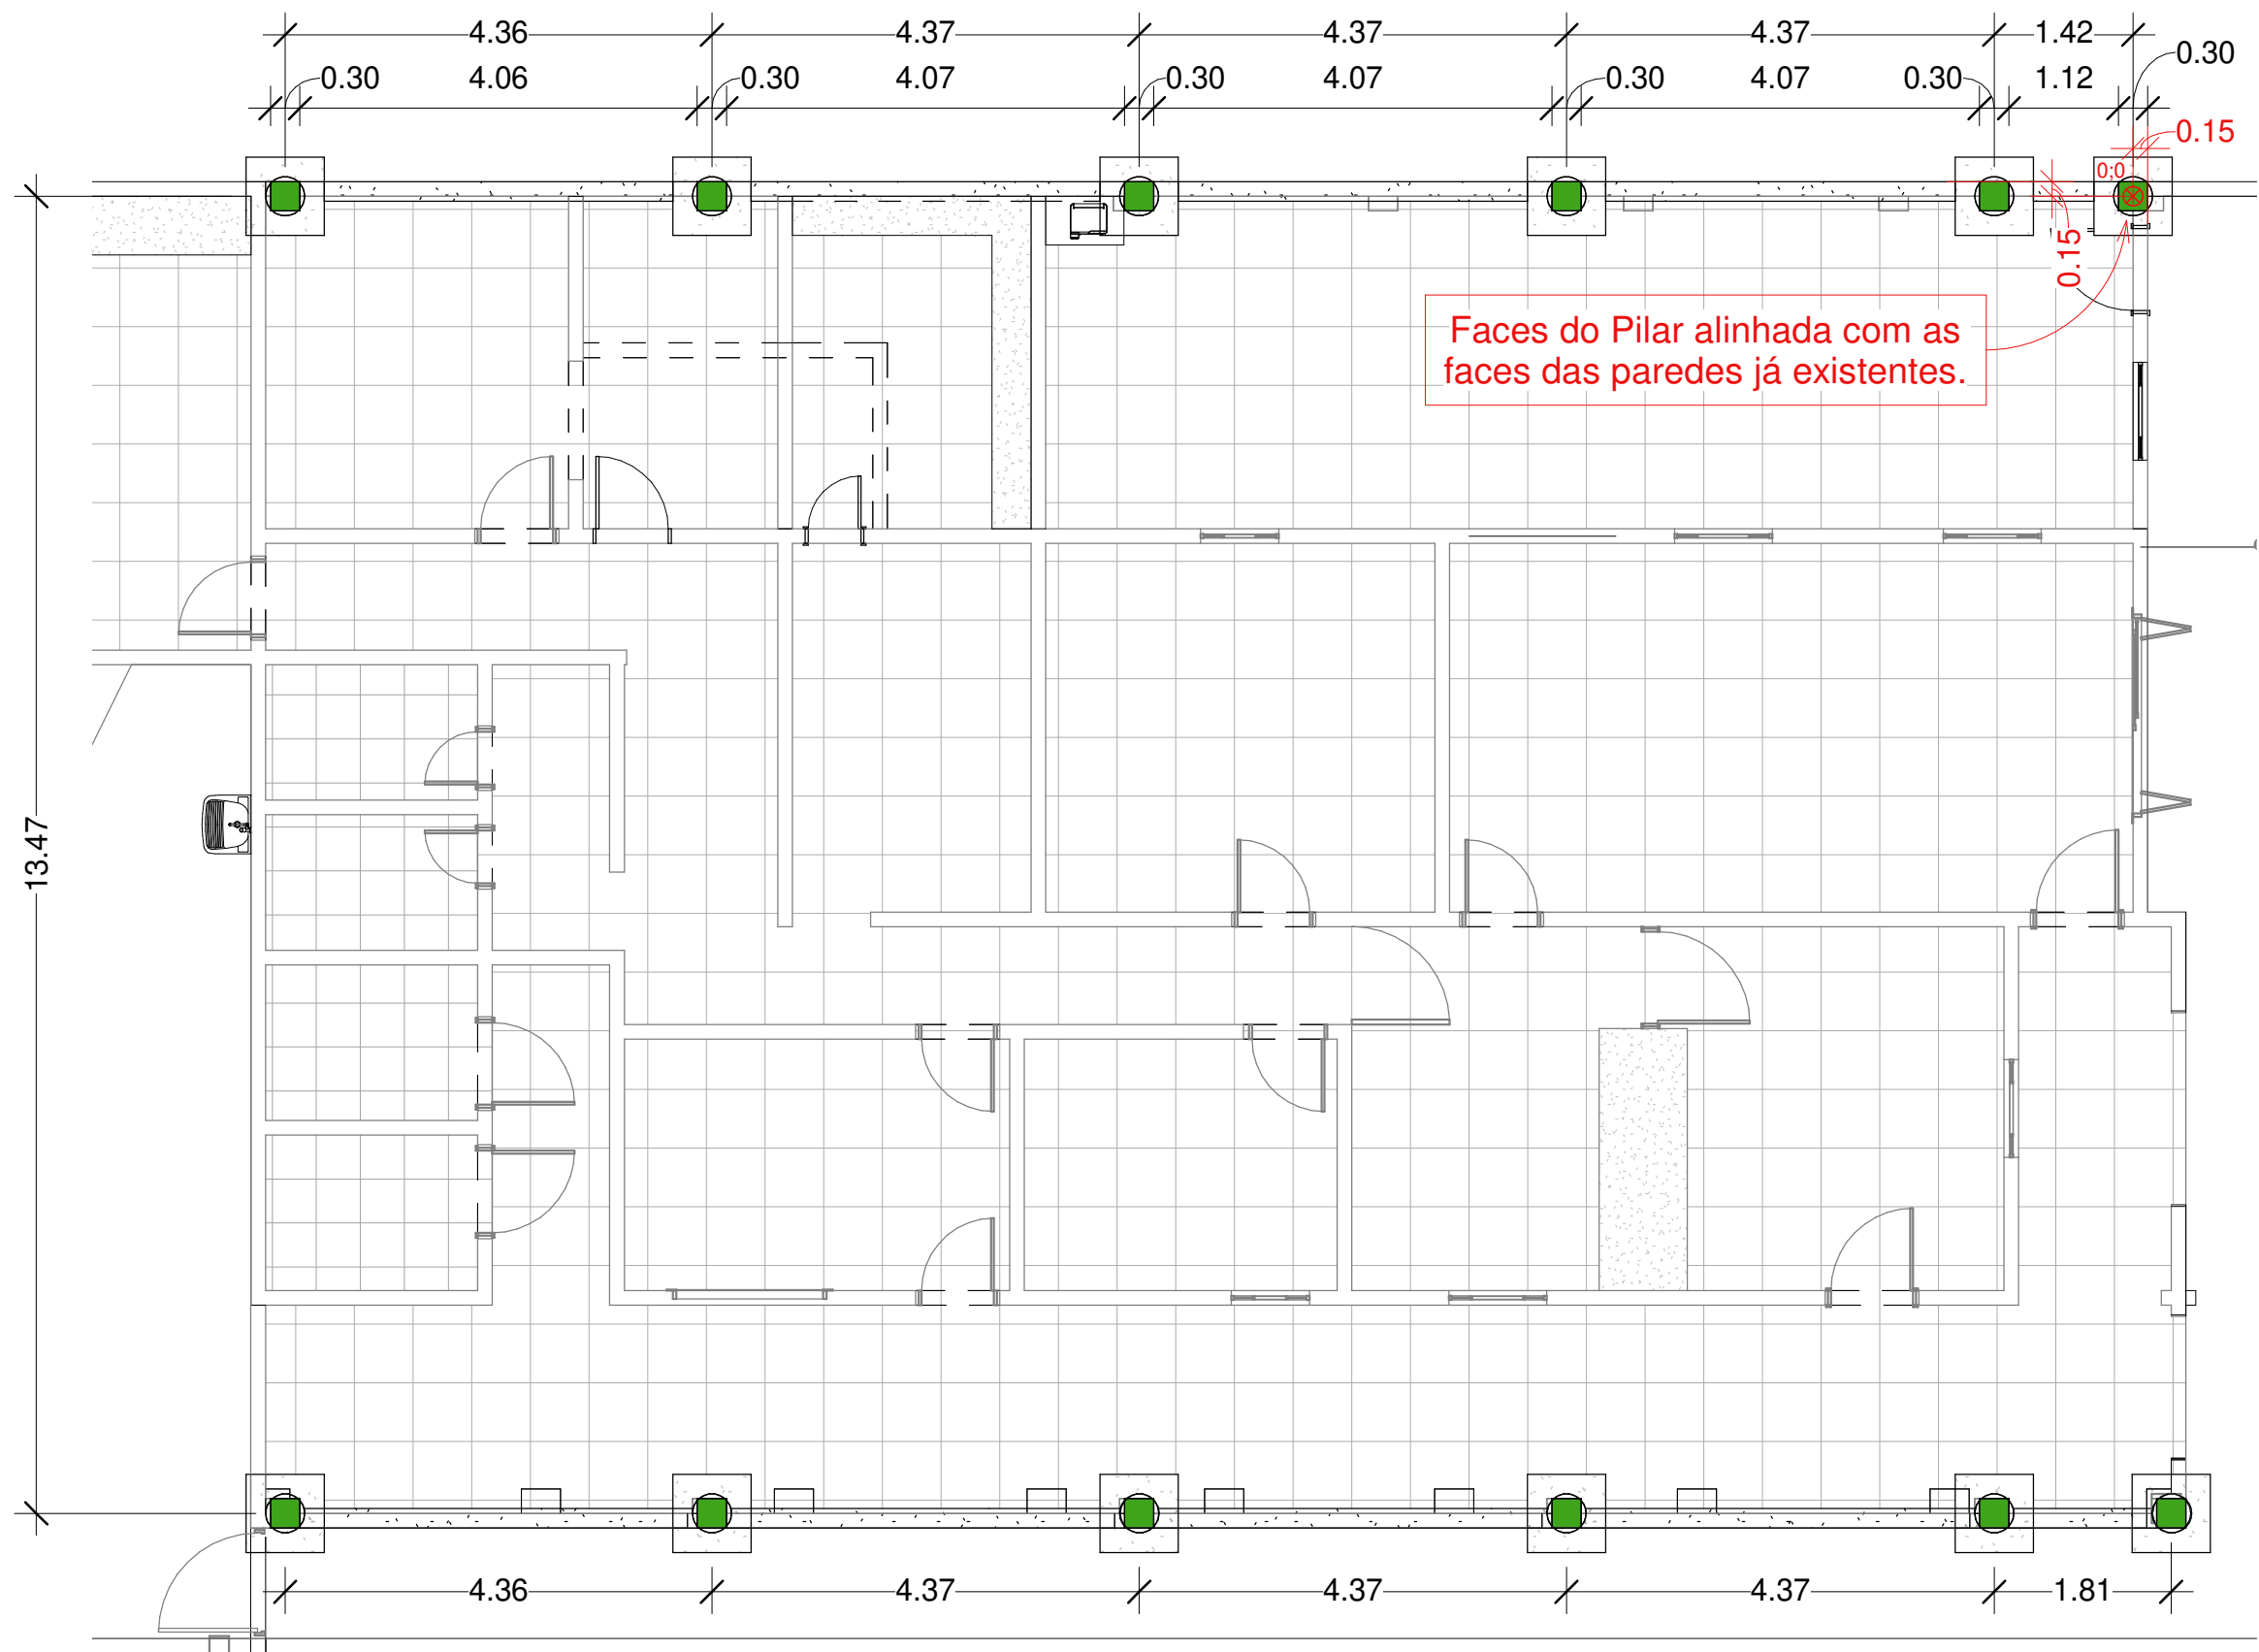 4.36 4.37 4.37 4.37 1.42
0.30
0.30 4.06 0.30 4.07 0.30 4.07 0.30 4.07 0.30 1.12
0.15
0;0
0.15
Faces do Pilar alinhada com as
faces das paredes já existentes.
13.47
4.36 4.37 4.37 4.37 1.81